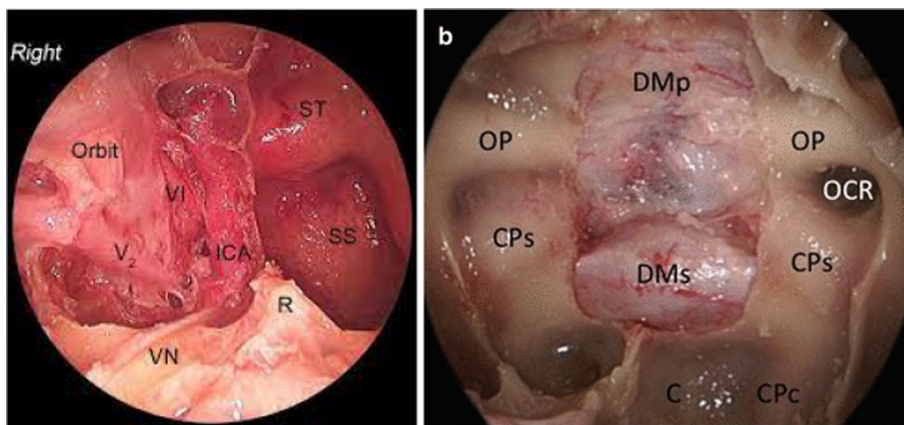 Right
ST
Orbit
VI
SS
V₂
ICA
R
VN
b
DMp
OP
OP
OCR
CPs
CPs
DMs
C
CPc